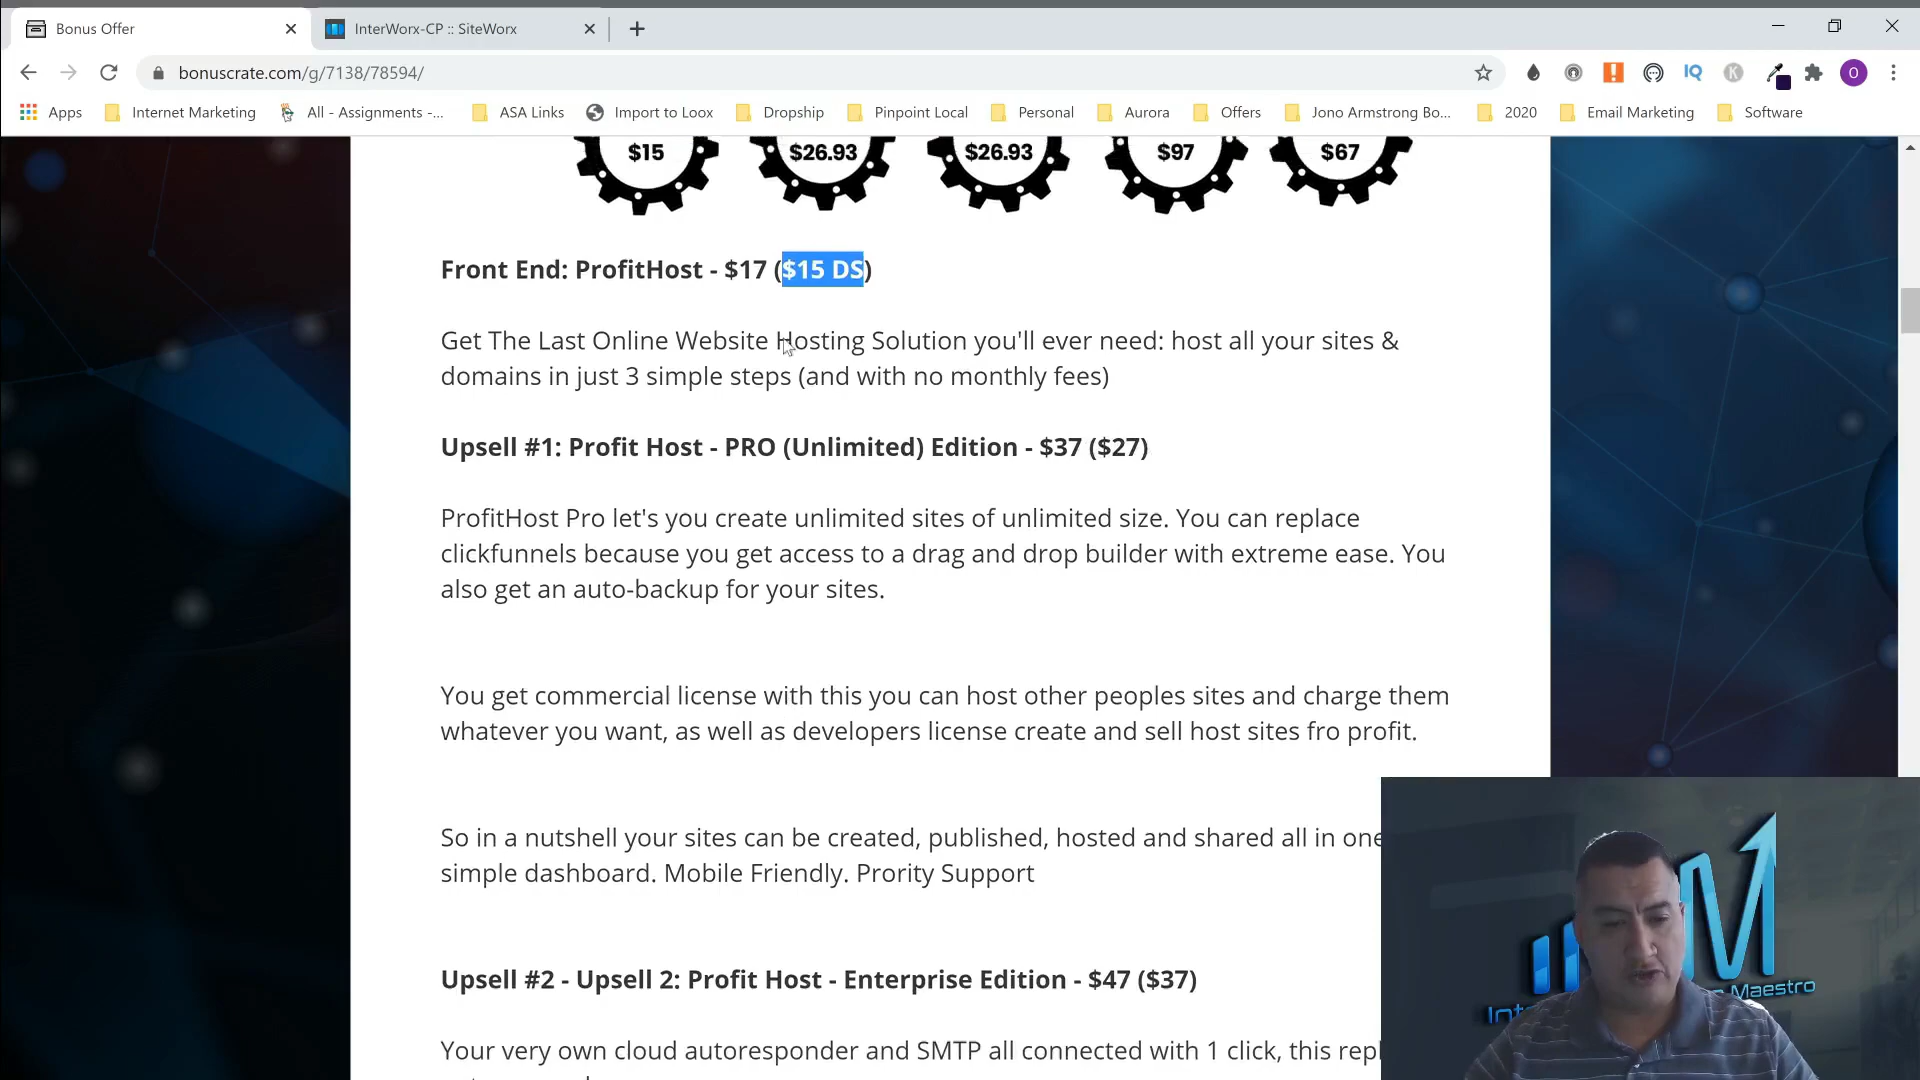 Bonus Offer
InterWorx-CP :: SiteWorx
bonuscrate.com/g/7138/78594/
IQ
K
O
Apps
Internet Marketing
All - Assignments -...
ASA Links
Import to Loox
Dropship
Pinpoint Local
Personal
Aurora
Offers
Jono Armstrong Bo...
2020
Email Marketing
Software
$15
$26.93
$26.93
$97
$67
Front End: ProfitHost - $17 ($15 DS)
Get The Last Online Website Hosting Solution you'll ever need: host all your sites &
domains in just 3 simple steps (and with no monthly fees)
Upsell #1: Profit Host - PRO (Unlimited) Edition - $37 ($27)
ProfitHost Pro let's you create unlimited sites of unlimited size. You can replace
clickfunnels because you get access to a drag and drop builder with extreme ease. You
also get an auto-backup for your sites.
You get commercial license with this you can host other peoples sites and charge them
whatever you want, as well as developers license create and sell host sites fro profit.
So in a nutshell your sites can be created, published, hosted and shared all in one
simple dashboard. Mobile Friendly. Prority Support
Upsell #2 - Upsell 2: Profit Host - Enterprise Edition - $47 ($37)
Your very own cloud autoresponder and SMTP all connected with 1 click, this
Maestro